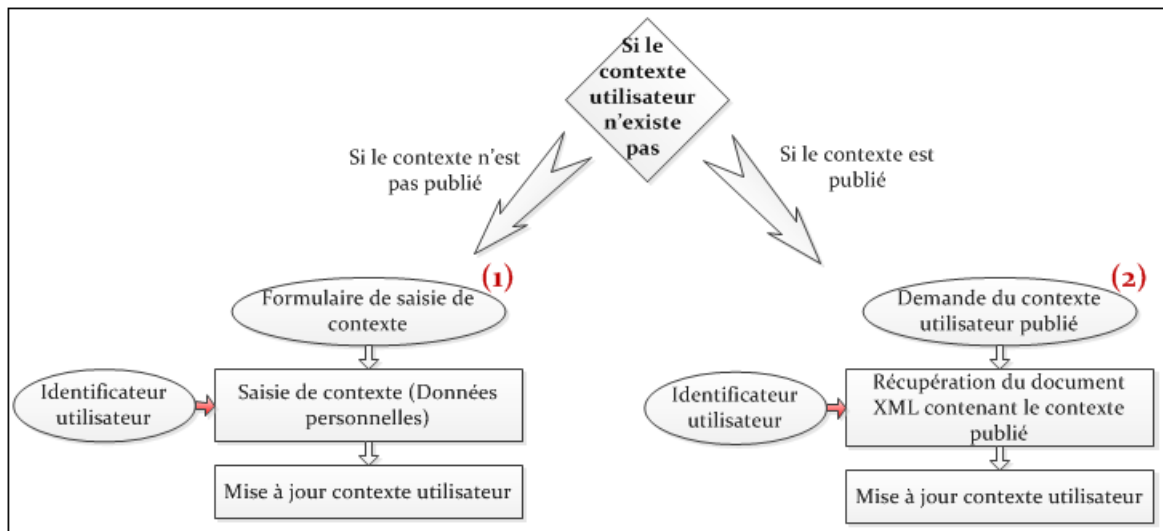 Si le
contexte
utilisateur
n'existe
pas
Si le contexte n'est
pas publié
Si le contexte est
publié
(1)
Formulaire de saisie de
contexte
Identificateur
utilisateur
Saisie de contexte (Données
personnelles)
Mise à jour contexte utilisateur
(2)
Demande du contexte
utilisateur publié
Identificateur
utilisateur
Récupération du document
XML contenant le contexte
publié
Mise à jour contexte utilisateur